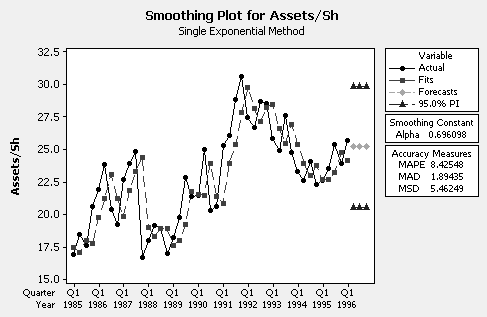 Smoothing Plot for Assets/Sh
Single Exponential Method
32.5
30.0
27.5
25.0
22.5
20.0
17.5
15.0
Assets/Sh
Quarter Q1 Q1 Q1 Q1 Q1 Q1 Q1 Q1 Q1 Q1 Q1 Q1
Year 1985 1986 1987 1988 1989 1990 1991 1992 1993 1994 1995 1996
Variable
Actual
Fits
Forecasts
95.0% PI
Smoothing Constant
Alpha 0.696098
Accuracy Measures
MAPE 8.42548
MAD 1.89435
MSD 5.46249